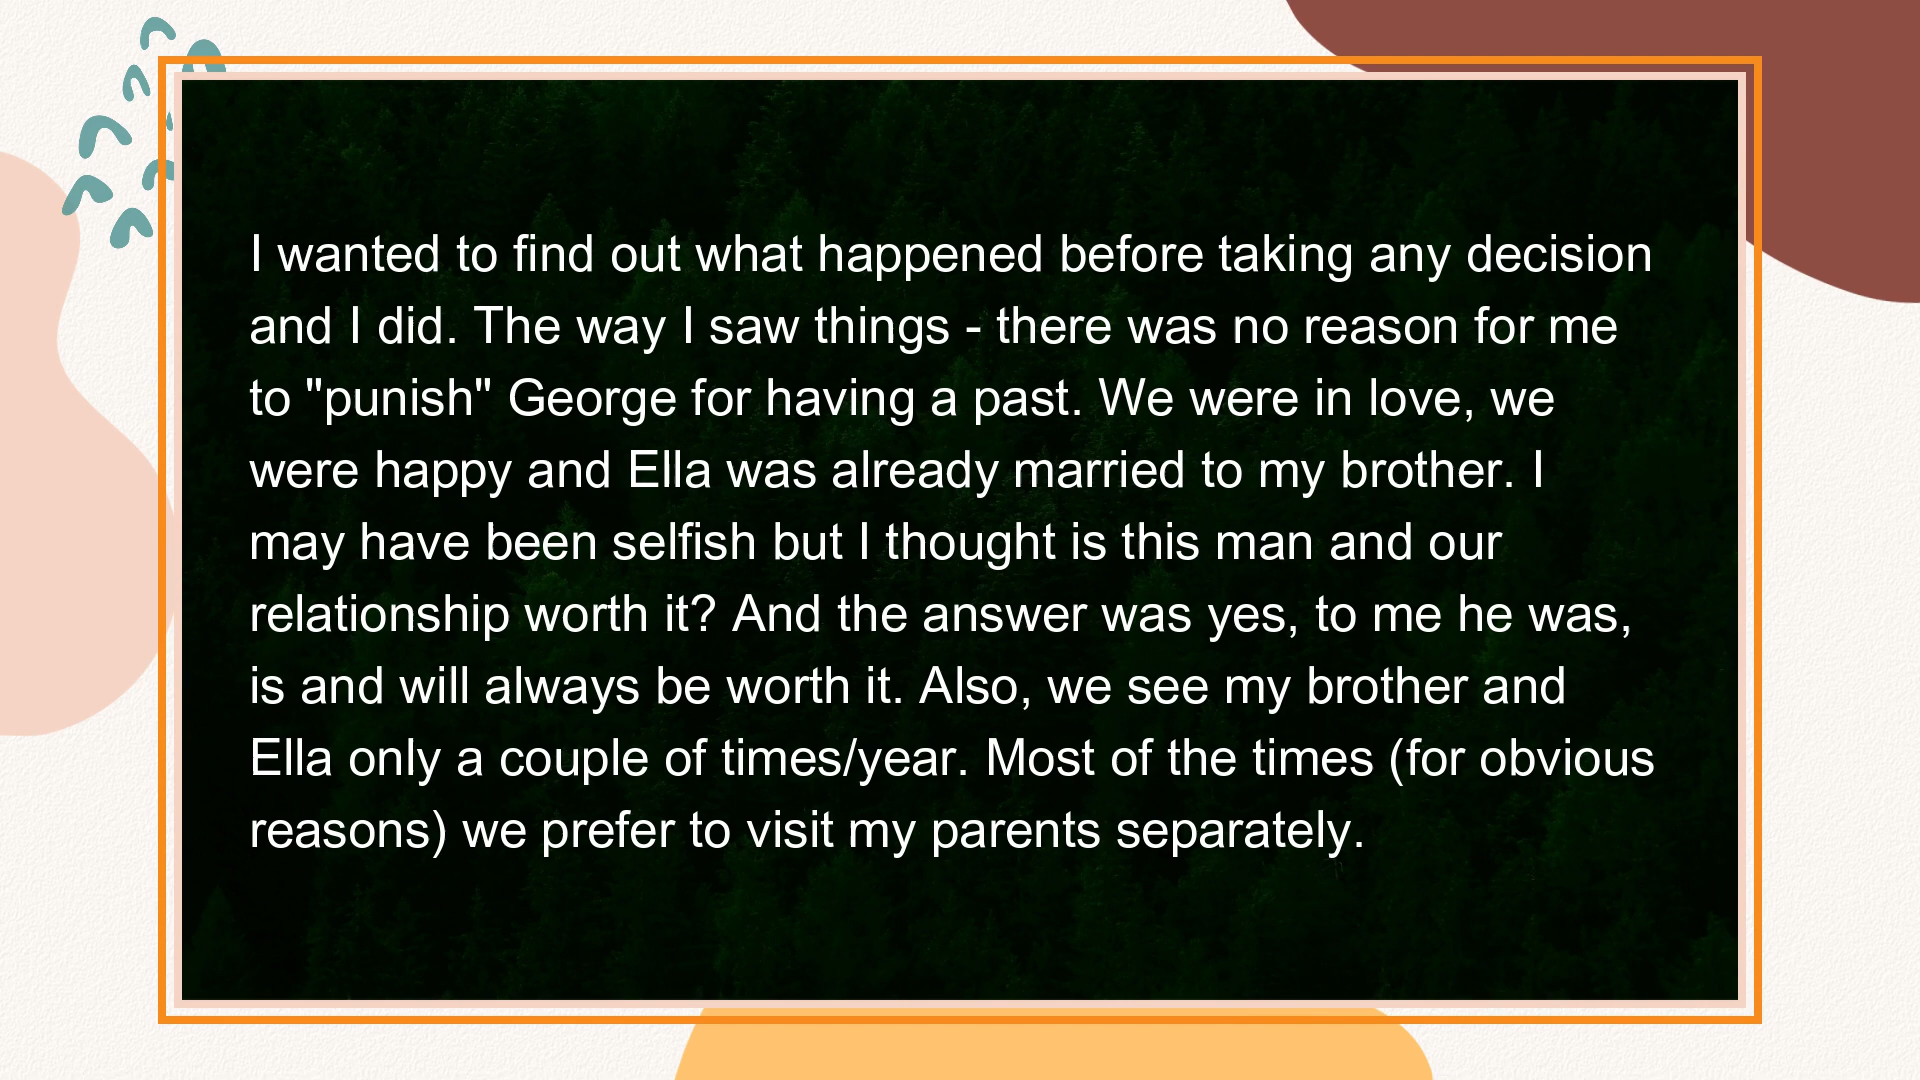 I wanted to find out what happened before taking any decision
and I did. The way I saw things - there was no reason for me
to "punish" George for having a past. We were in love, we
were happy and Ella was already married to my brother. I
may have been selfish but I thought is this man and our
relationship worth it? And the answer was yes, to me he was,
is and will always be worth it. Also, we see my brother and
Ella only a couple of times/year. Most of the times (for obvious
reasons) we prefer to visit my parents separately.